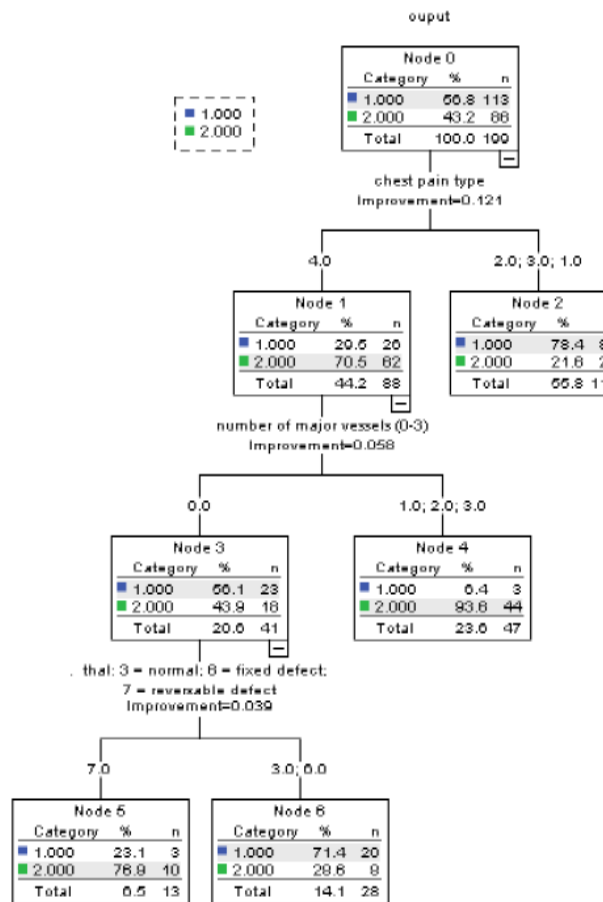 ouput
Node 0
Category % n
1.000 56.8 113
2.000 43.2 86
Total 100.0 199
1.000
2.000
chest pain type
Improvement=0.121
4.0
2.0; 3.0; 1.0
Node 1
Category % n
1.000 29.5 26
2.000 70.5 62
Total 44.2 88
Node 2
Category %
1.000 78.4
2.000 21.6
Total 55.8
number of major vessels (0-3)
Improvement=0.058
0.0
1.0; 2.0; 3.0
Node 3
Category % n
1.000 56.1 23
2.000 43.9 18
Total 20.6 41
Node 4
Category % n
1.000 6.4 3
2.000 93.6 44
Total 23.6 47
. thal: 3 = normal; 6 = fixed defect;
7 = reversable defect
Improvement=0.039
7.0
3.0; 6.0
Node 5
Category % n
1.000 23.1 3
2.000 76.9 10
Total 6.5 13
Node 6
Category % n
1.000 71.4 20
2.000 28.6 8
Total 14.1 28